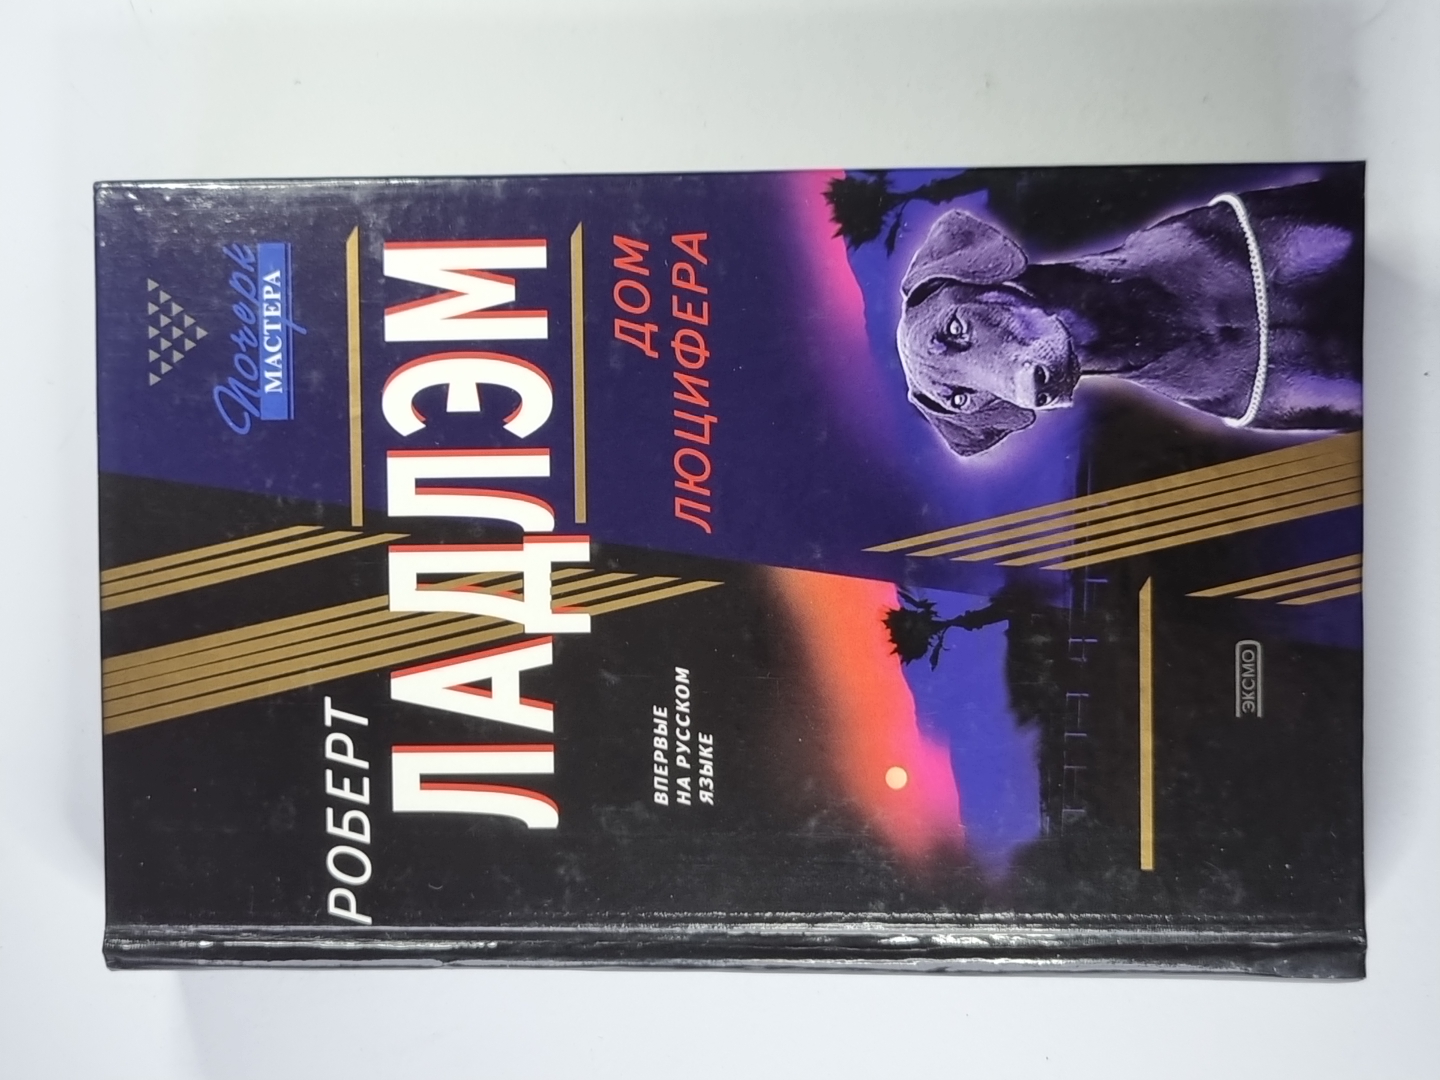 Почерк
МАСТЕРА
РОБЕРТ
ЛАДЛЭМ
ДОМ
ЛЮЦИФЕРА
ВПЕРВЫЕ
НА РУССКОМ
ЯЗЫКЕ
ЭКСМО